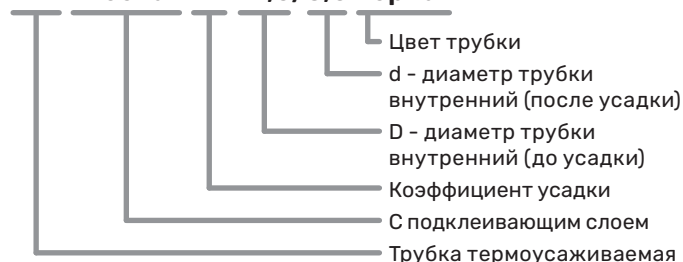 Цвет трубки
d - диаметр трубки
внутренний (после усадки)
D - диаметр трубки
внутренний (до усадки)
Коэффициент усадки
С подклеивающим слоем
Трубка термоусаживаемая